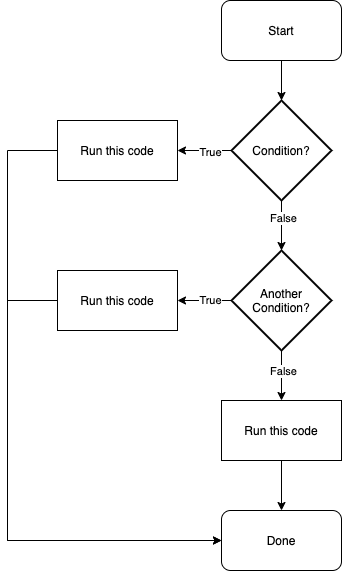 Start
Run this code
True
Condition?
False
Run this code
True
Another
Condition?
False
Run this code
Done